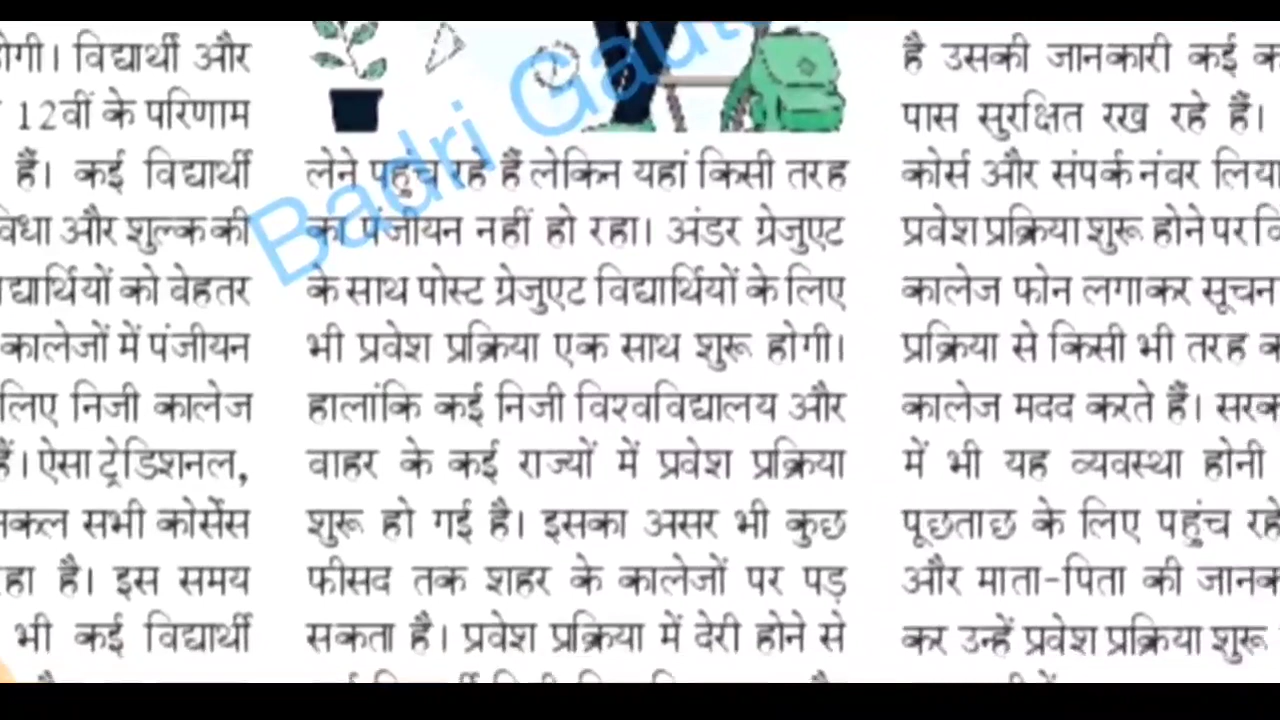 ोगी। विद्यार्थी और
12वीं के परिणाम
हैं। कई विद्यार्थी
और शुल्क की
को बेहतर
कालेजों में पंजीयन
लिए निजी कालेज
हैं। ऐसा ट्रेडिशनल,
सभी कोर्सेस
है। इस समय
भी कई विद्यार्थी
Badri Gaut
लेने पहुंच रहे हैं लेकिन यहां किसी तरह
का पंजीयन नहीं हो रहा। अंडर ग्रेजुएट
के साथ पोस्ट ग्रेजुएट विद्यार्थियों के लिए
भी प्रवेश प्रक्रिया एक साथ शुरू होगी।
हालांकि कई निजी विश्वविद्यालय और
बाहर के कई राज्यों में प्रवेश प्रक्रिया
शुरू हो गई है। इसका असर भी कुछ
फीसद तक शहर के कालेजों पर पड़
सकता है। प्रवेश प्रक्रिया में देरी होने से
है उसकी जानकारी कई
पास सुरक्षित रख रहे हैं।
कोर्स और संपर्क नंबर लिया
प्रवेश प्रक्रिया शुरू होने पर
कालेज फोन लगाकर सूचन
प्रक्रिया से किसी भी तरह
कालेज मदद करते हैं। सरक
में भी यह व्यवस्था होनी
पूछताछ के लिए पहुंच रहे
और माता-पिता की जानक
कर उन्हें प्रवेश प्रक्रिया शुरू